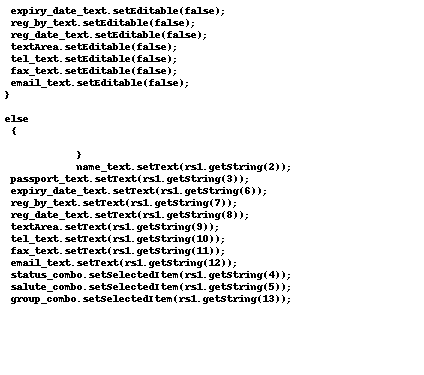 expiry_date_text.setEditable(false);
reg_by_text.setEditable(false);
reg_date_text.setEditable(false);
textArea.setEditable(false);
tel_text.setEditable(false);
fax_text.setEditable(false);
email_text.setEditable(false);
}
else
{
}
name_text.setText(rs1.getString(2));
passport_text.setText(rs1.getString(3));
expiry_date_text.setText(rs1.getString(6));
reg_by_text.setText(rs1.getString(7));
reg_date_text.setText(rs1.getString(8));
textArea.setText(rs1.getString(9));
tel_text.setText(rs1.getString(10));
fax_text.setText(rs1.getString(11));
email_text.setText(rs1.getString(12));
status_combo.setSelectedItem(rs1.getString(4));
salute_combo.setSelectedItem(rs1.getString(5));
group_combo.setSelectedItem(rs1.getString(13));